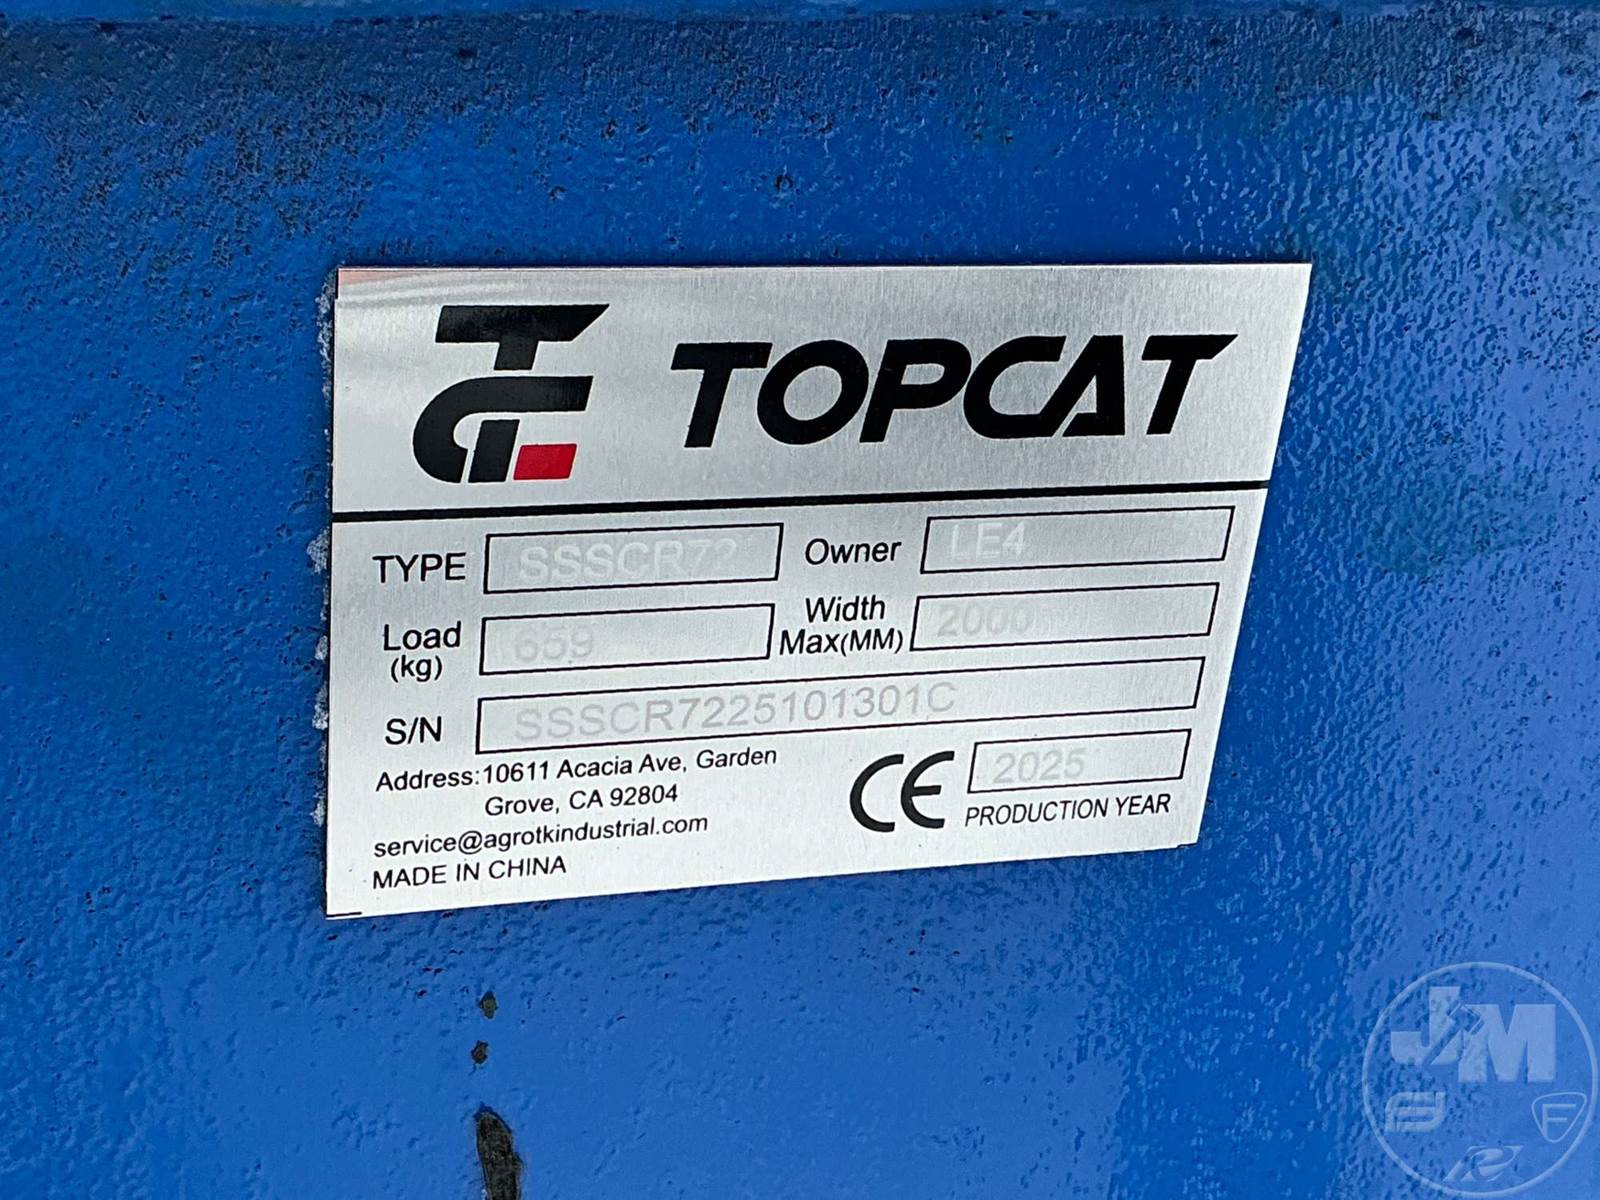 TC TOPCAT
TYPE SSSCR72 Owner LE4
Load (kg) 659 Width Max(MM) 2000
S/N SSSCR7225101301C
Address:10611 Acacia Ave, Garden
Grove, CA 92804
service@agrotkindustrial.com
MADE IN CHINA
CE 2025
PRODUCTION YEAR
J&M
F